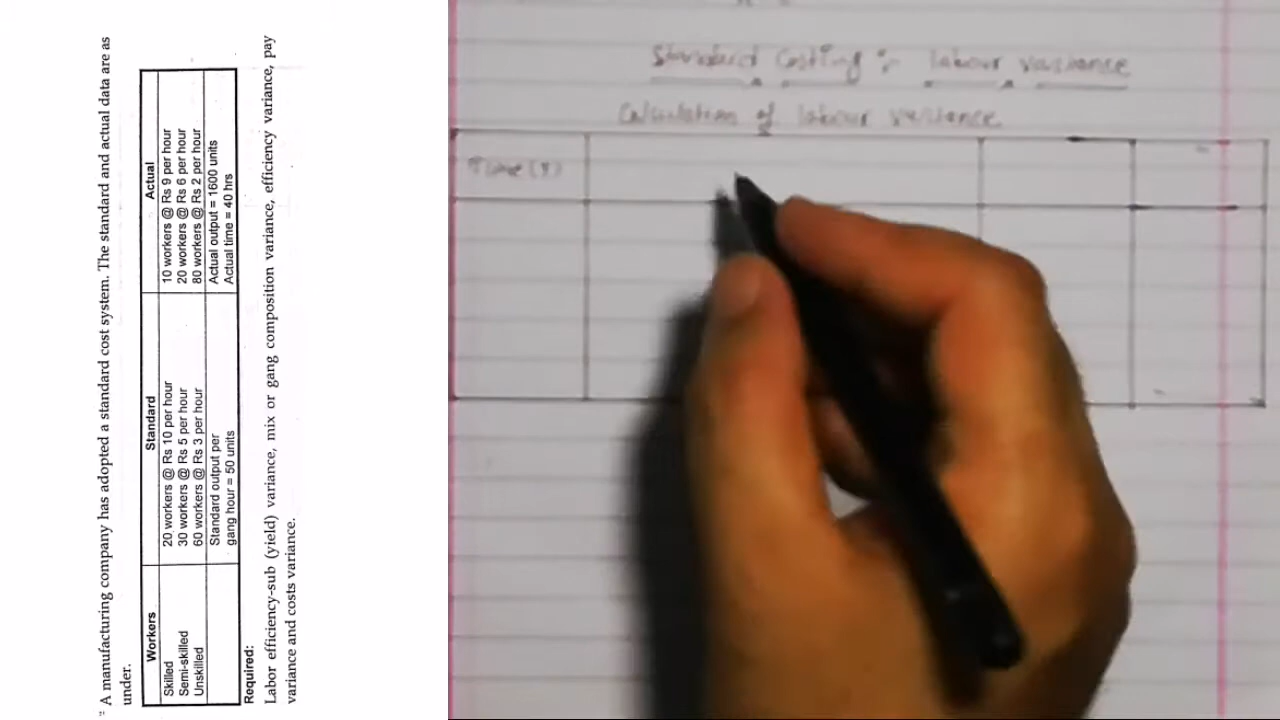 A manufacturing company has adopted a standard cost system. The standard and actual data are as
under.
Workers Standard Actual
Skilled 20 workers @ Rs 10 per hour 10 workers @ Rs 9 per hour
Semi-skilled 30 workers @ Rs 5 per hour 20 workers @ Rs 6 per hour
Unskilled 60 workers @ Rs 3 per hour 80 workers @ Rs 2 per hour
Standard output per Actual output = 1600 units
gang hour = 50 units Actual time = 40 hrs
Required:
Labor efficiency-sub (yield) variance, mix or gang composition variance, efficiency variance, pay
variance and costs variance.
Standard Costing : labour variance
Calculation of labour variance